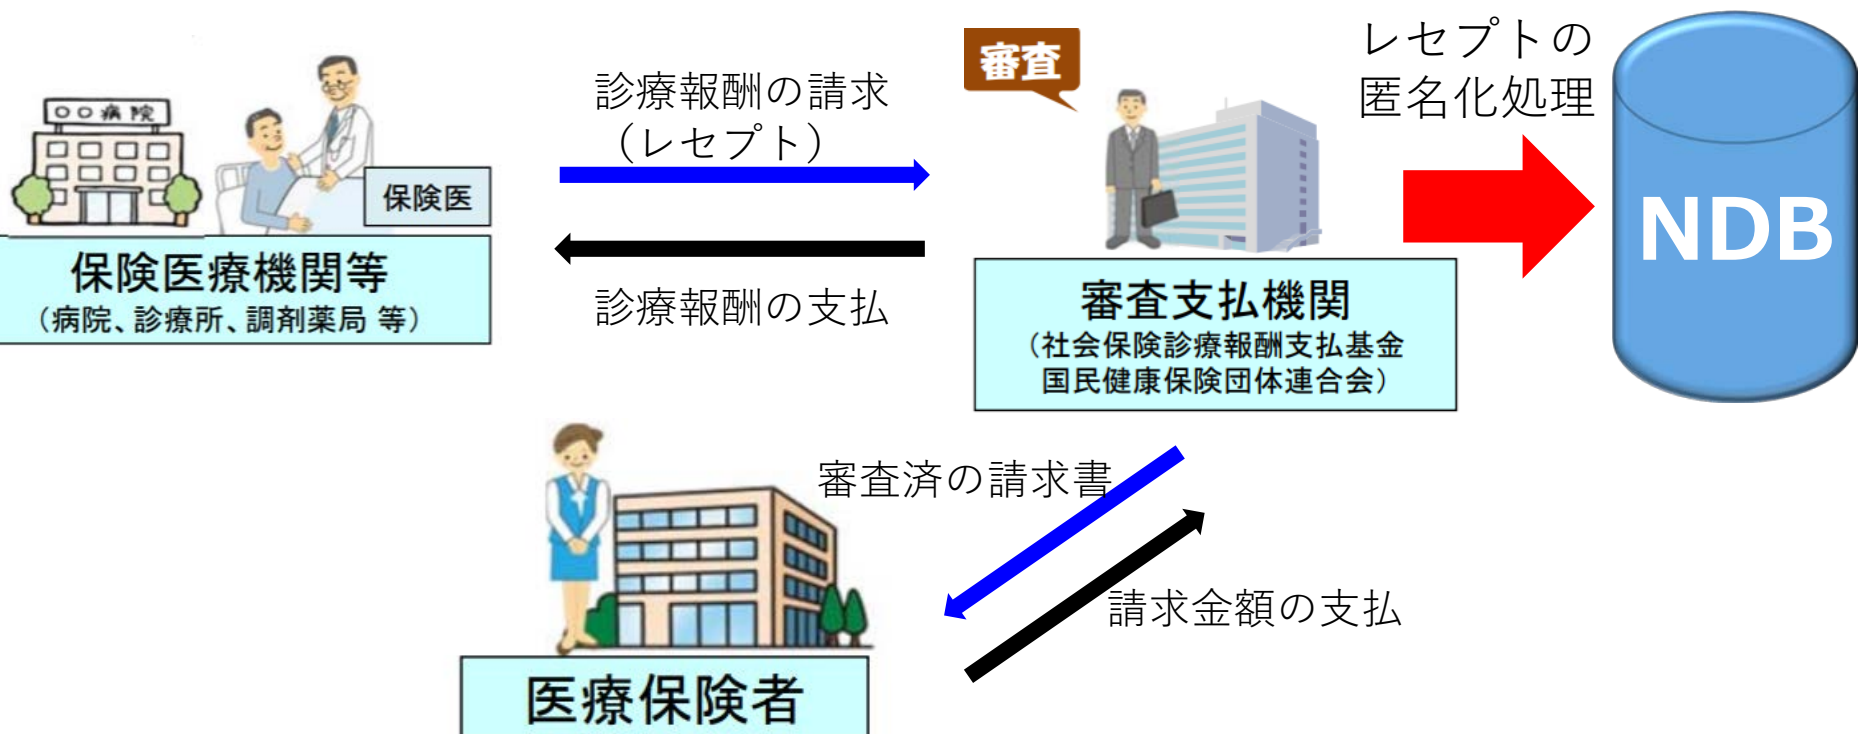 〇〇病院
保険医
保険医療機関等
（病院、診療所、調剤薬局 等）
診療報酬の請求
（レセプト）
診療報酬の支払
審査
審査支払機関
（社会保険診療報酬支払基金
国民健康保険団体連合会）
レセプトの
匿名化処理
NDB
審査済の請求書
請求金額の支払
医療保険者